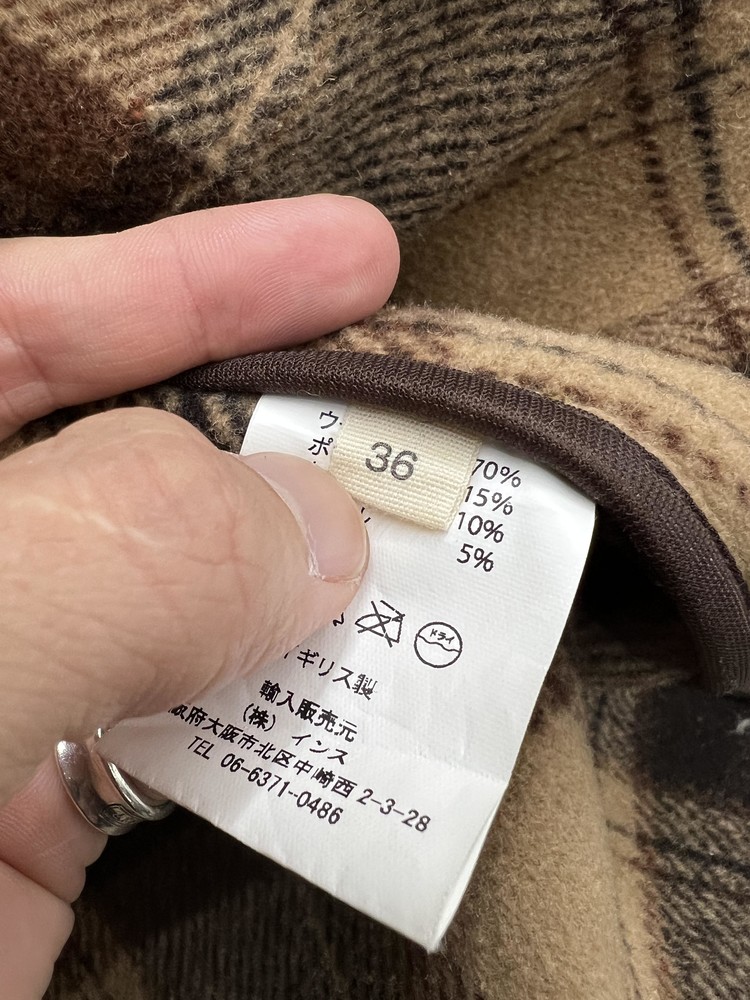 36
ウ
ポ
70%
15%
10%
5%
ドライ
ギリス製
輸入販売元
(株) インス
阪府大阪市北区中崎西 2-3-28
TEL 06-6371-0486